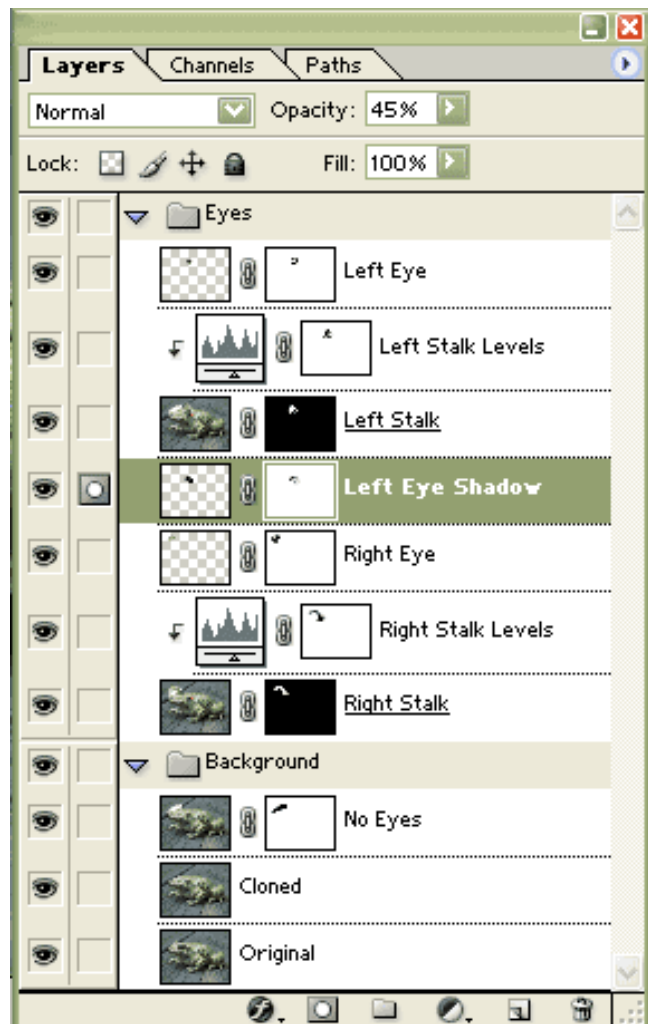 Layers Channels Paths
Normal Opacity: 45%
Lock: Fill: 100%
Eyes
Left Eye
Left Stalk Levels
Left Stalk
Left Eye Shadow
Right Eye
Right Stalk Levels
Right Stalk
Background
No Eyes
Cloned
Original